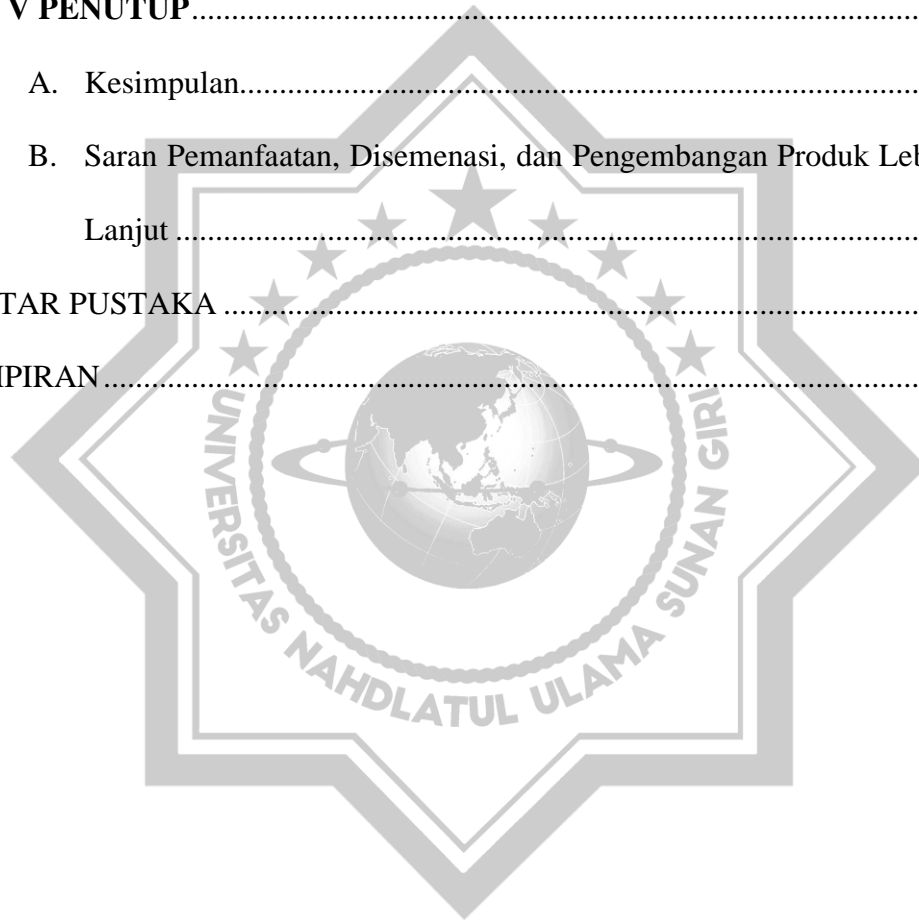 V PENUTUP................................................................................
A. Kesimpulan................................................................................
B. Saran Pemanfaatan, Disemenasi, dan Pengembangan Produk Leb
Lanjut ................................................................................
TAR PUSTAKA ................................................................................
IPIRAN................................................................................
UNIVERSITAS NAHDLATUL ULAMA SUNAN GIRI